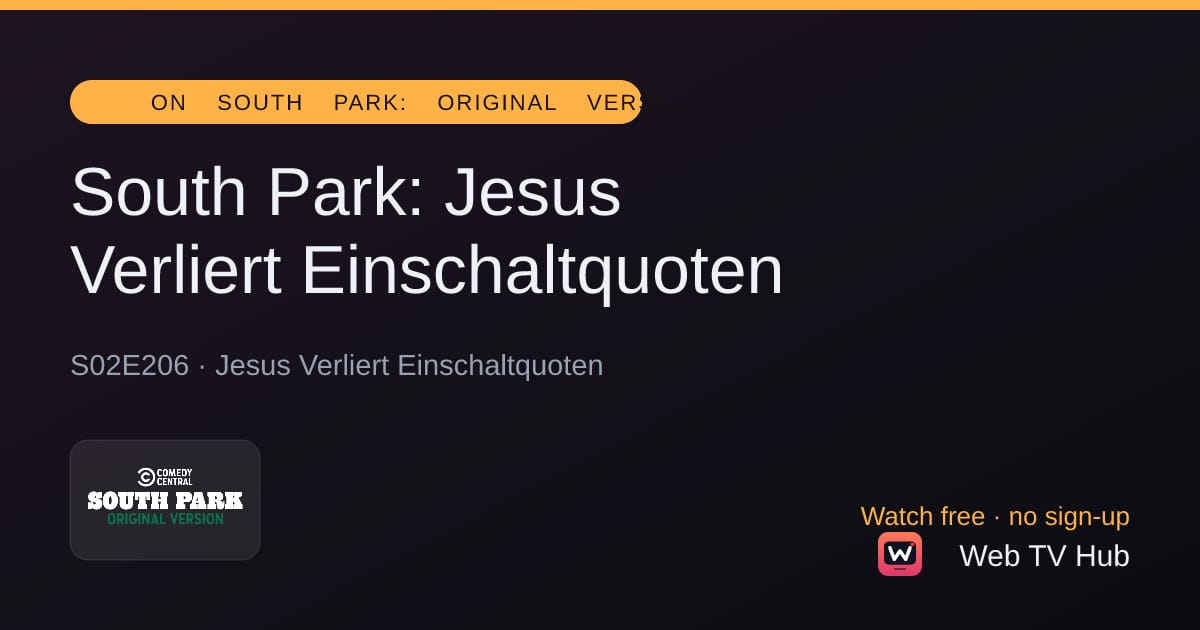 ON SOUTH PARK: ORIGINAL
South Park: Jesus
Verliert Einschaltquoten
S02E206 · Jesus Verliert Einschaltquoten
COMEDY
CENTRAL
SOUTH PARK
ORIGINAL VERSION
Watch free · no sign-up
W
Web TV Hub